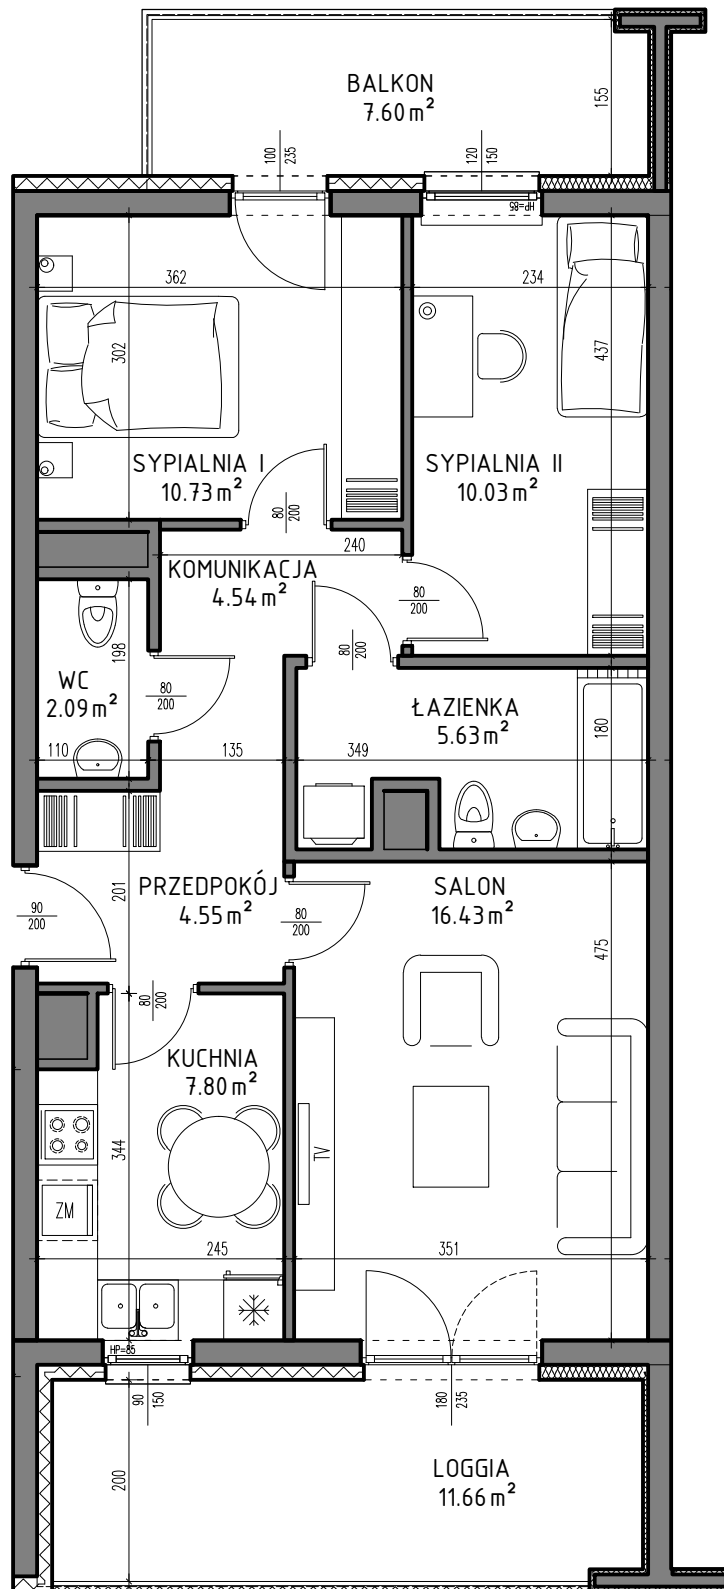 BALKON
7.60 m²
155
100
235
120
150
HP=85
362
234
302
437
SYPIALNIA I
10.73 m²
SYPIALNIA II
10.03 m²
80
200
240
KOMUNIKACJA
4.54 m²
80
200
198
80
200
WC
2.09 m²
80
200
ŁAZIENKA
5.63 m²
180
110
135
349
PRZEDPOKÓJ
4.55 m²
201
90
200
80
200
SALON
16.43 m²
475
80
200
KUCHNIA
7.80 m²
344
TV
ZM
245
351
HP=85
90
150
180
235
200
LOGGIA
11.66 m²